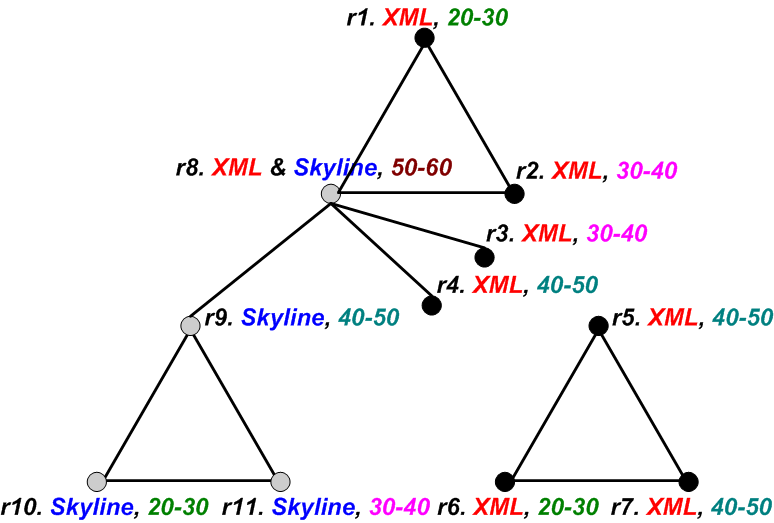 r1. XML, 20-30
r8. XML & Skyline, 50-60
r2. XML, 30-40
r3. XML, 30-40
r4. XML, 40-50
r9. Skyline, 40-50
r5. XML, 40-50
r10. Skyline, 20-30
r11. Skyline, 30-40
r6. XML, 20-30
r7. XML, 40-50